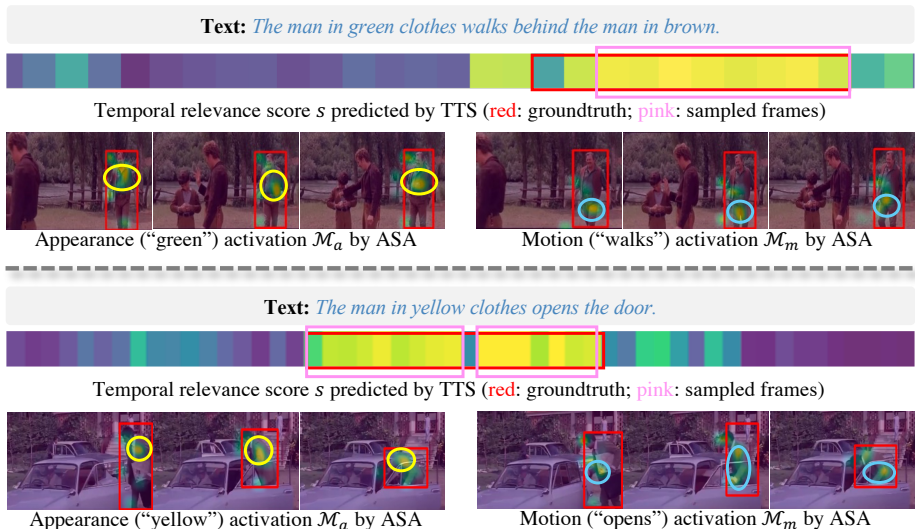 Text: The man in green clothes walks behind the man in brown.
Temporal relevance score s predicted by TTS (red: groundtruth; pink: sampled frames)
Appearance (“green”) activation ℳₐ by ASA
Motion (“walks”) activation ℳₘ by ASA
Text: The man in yellow clothes opens the door.
Temporal relevance score s predicted by TTS (red: groundtruth; pink: sampled frames)
Appearance (“yellow”) activation ℳₐ by ASA
Motion (“opens”) activation ℳₘ by ASA